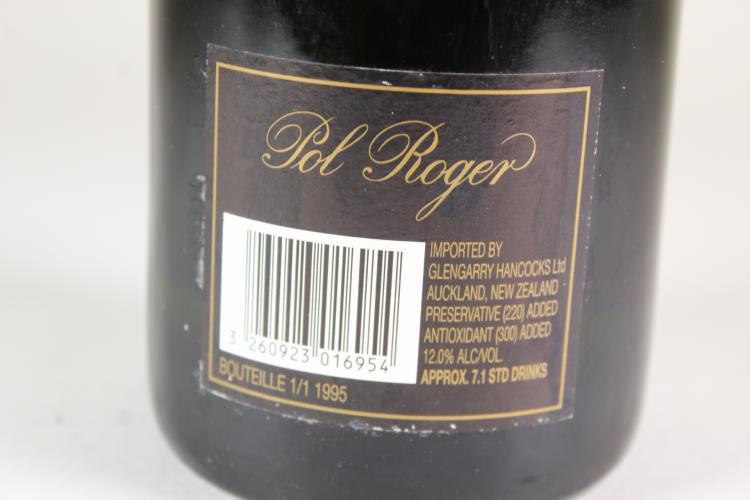 Pol Roger
IMPORTED BY
GLENGARRY HANCOCKS Ltd
AUCKLAND, NEW ZEALAND
PRESERVATIVE (220) ADDED
ANTIOXIDANT (300) ADDED
12.0% ALC/VOL.
APPROX. 7.1 STD DRINKS
3 260923 016954
BOUTEILLE 1/1 1995